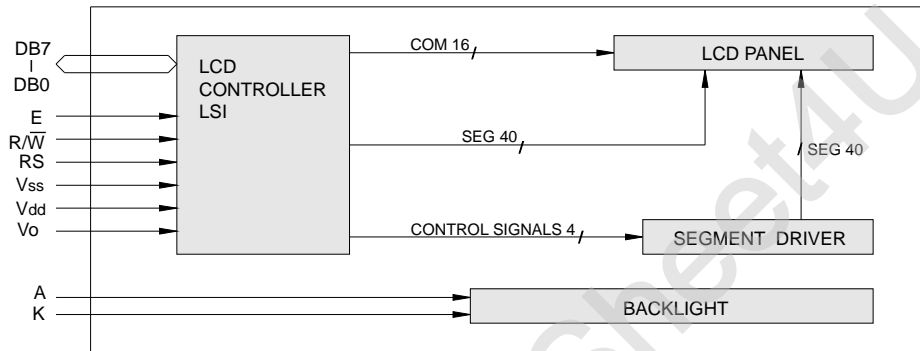 DB7
I
DB0
E
R/W̅
RS
Vss
Vdd
Vo
A
K
LCD
CONTROLLER
LSI
COM 16
SEG 40
CONTROL SIGNALS 4
LCD PANEL
SEG 40
SEGMENT DRIVER
BACKLIGHT
Sheet4U